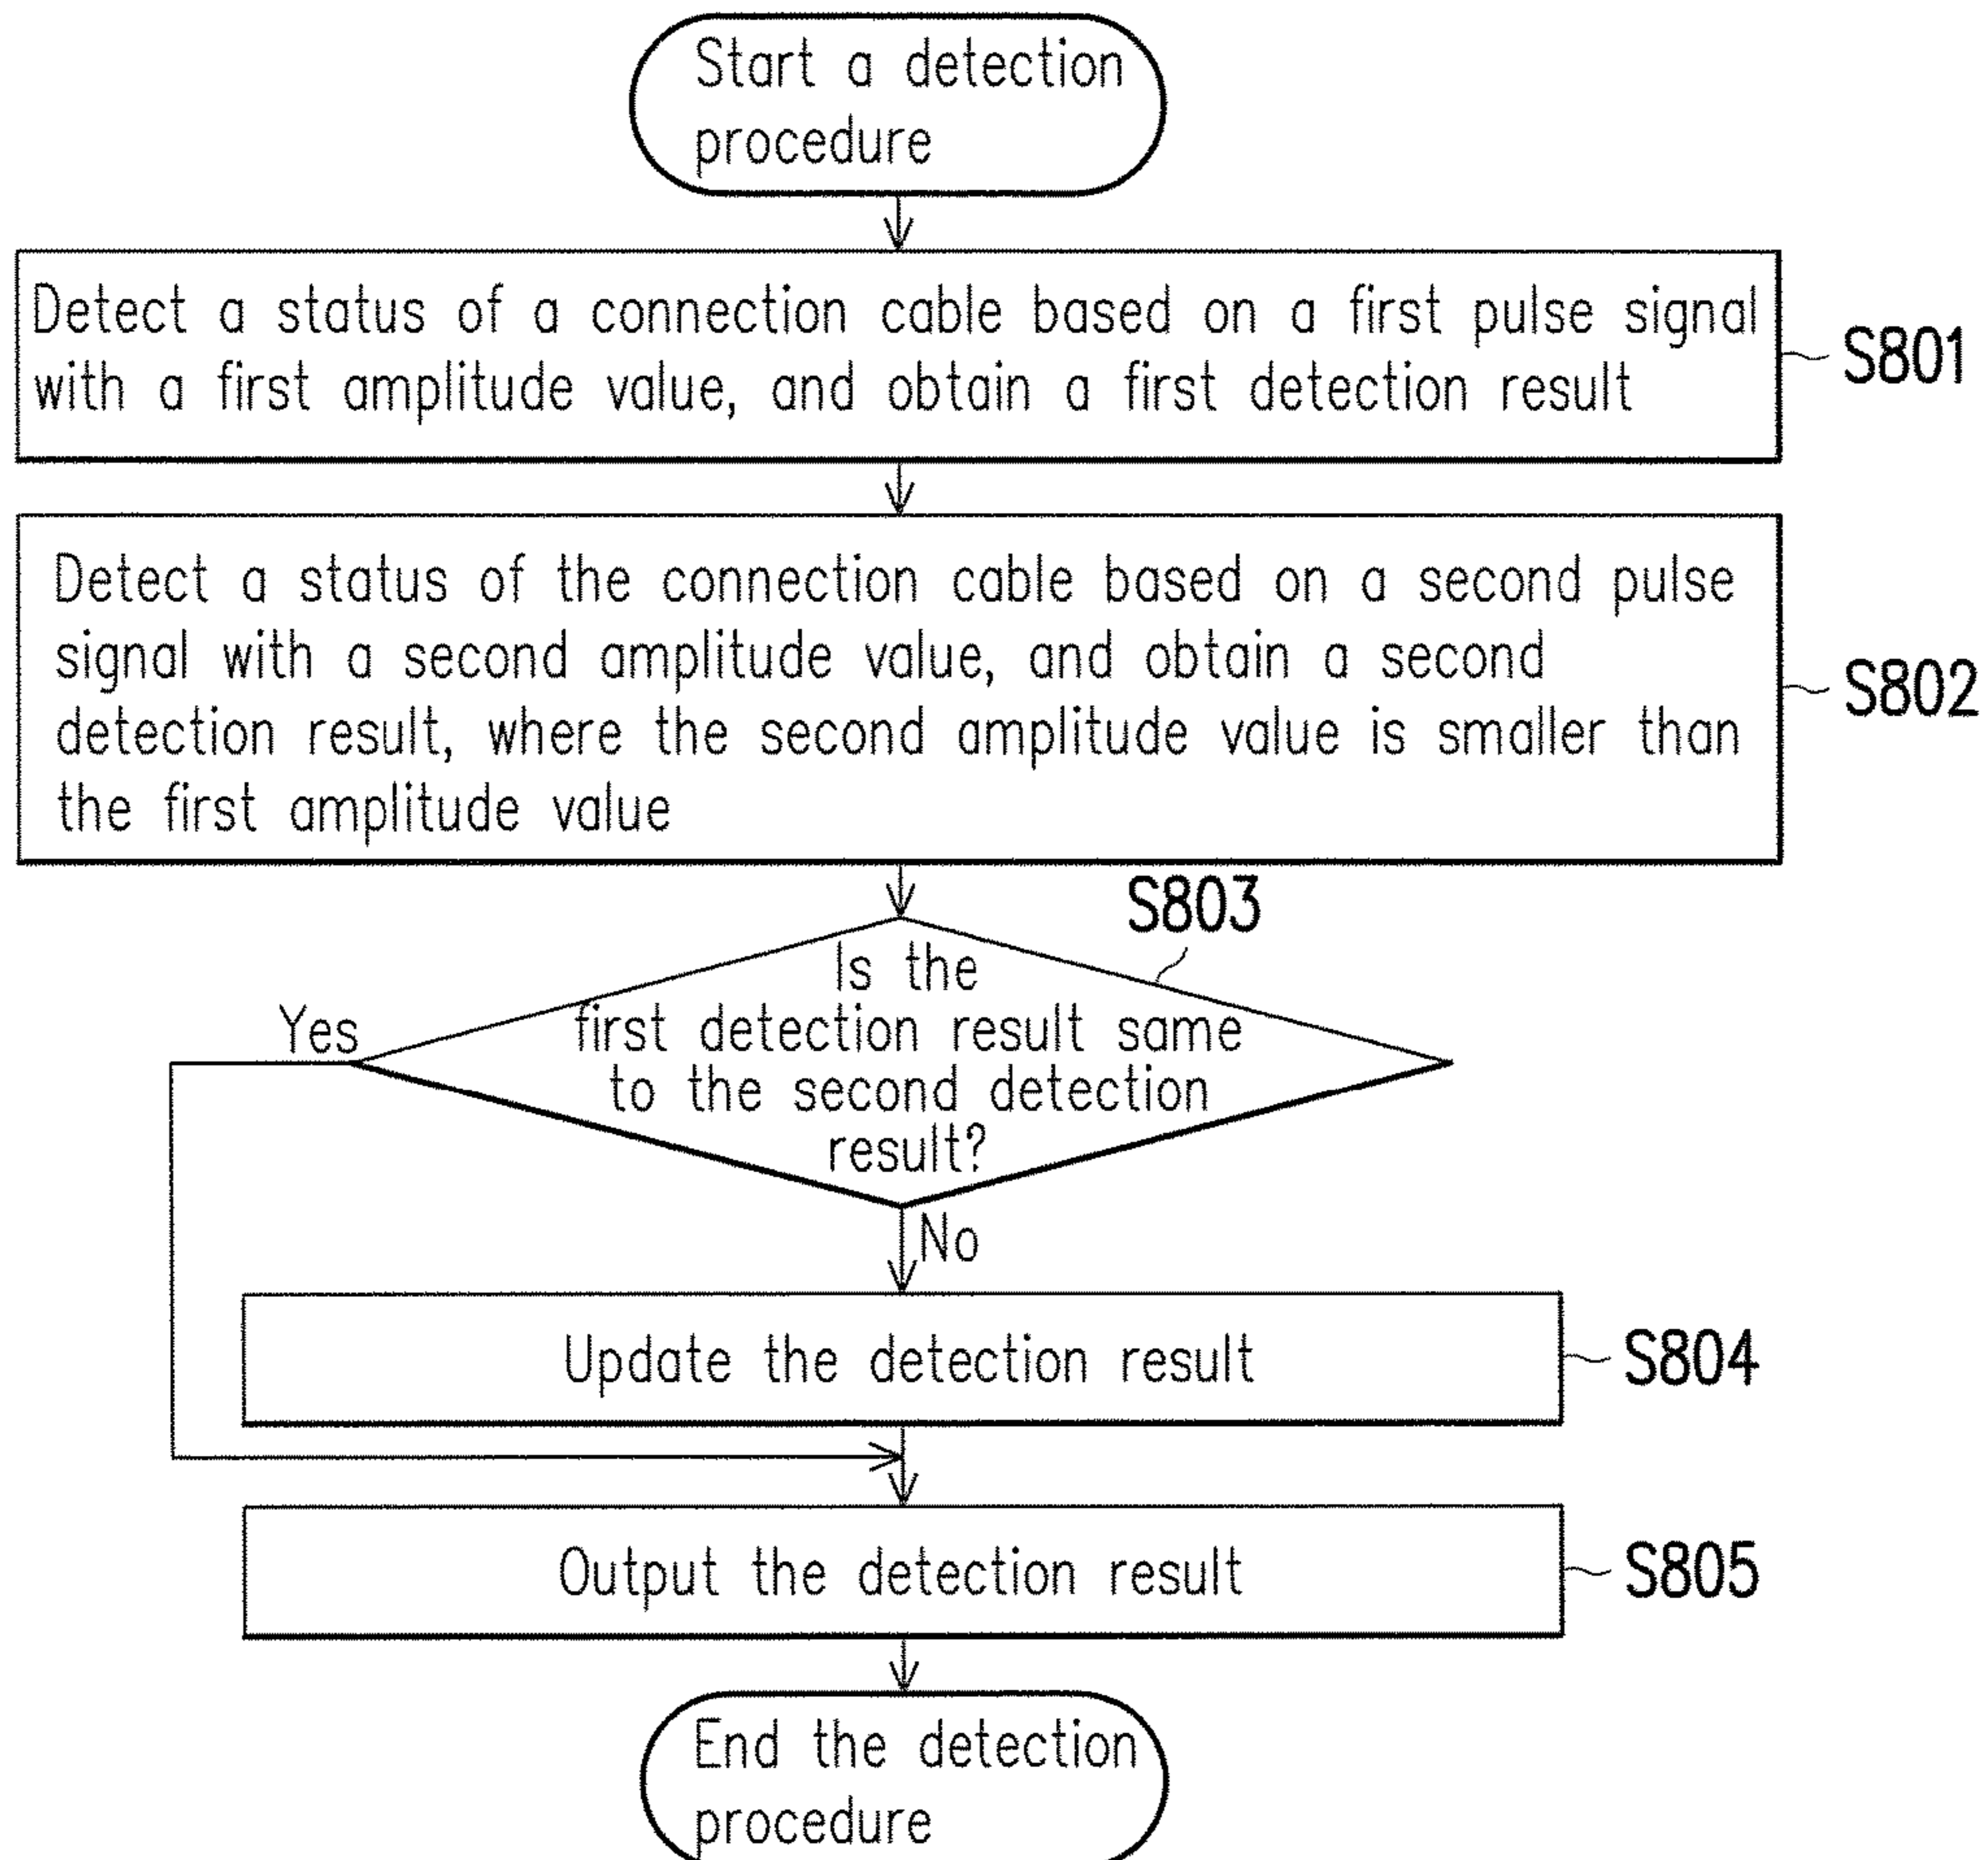 Start a detection
procedure
Detect a status of a connection cable based on a first pulse signal
with a first amplitude value, and obtain a first detection result
S801
Detect a status of the connection cable based on a second pulse
signal with a second amplitude value, and obtain a second
detection result, where the second amplitude value is smaller than
the first amplitude value
S802
S803
Is the
first detection result same
to the second detection
result?
Yes
No
Update the detection result
S804
Output the detection result
S805
End the detection
procedure